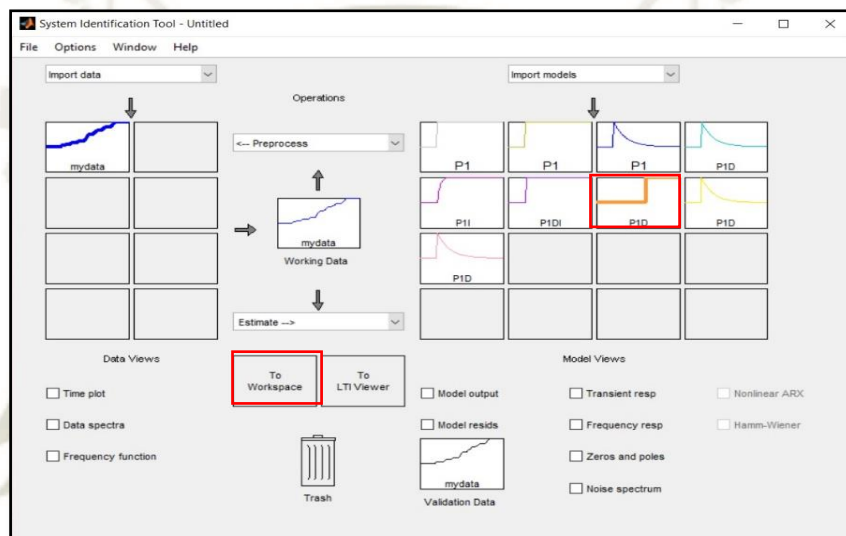 System Identification Tool - Untitled
File Options Window Help
Import data
Import models
Operations
<-- Preprocess
mydata
P1
P1
P1
P1D
P1I
P1DI
P1D
P1D
mydata
Working Data
P1D
Estimate -->
Data Views
Model Views
To
Workspace
To
LTI Viewer
Time plot
Data spectra
Frequency function
Model output
Model resids
Transient resp
Frequency resp
Zeros and poles
Noise spectrum
Nonlinear ARX
Hamm-Wiener
Trash
mydata
Validation Data